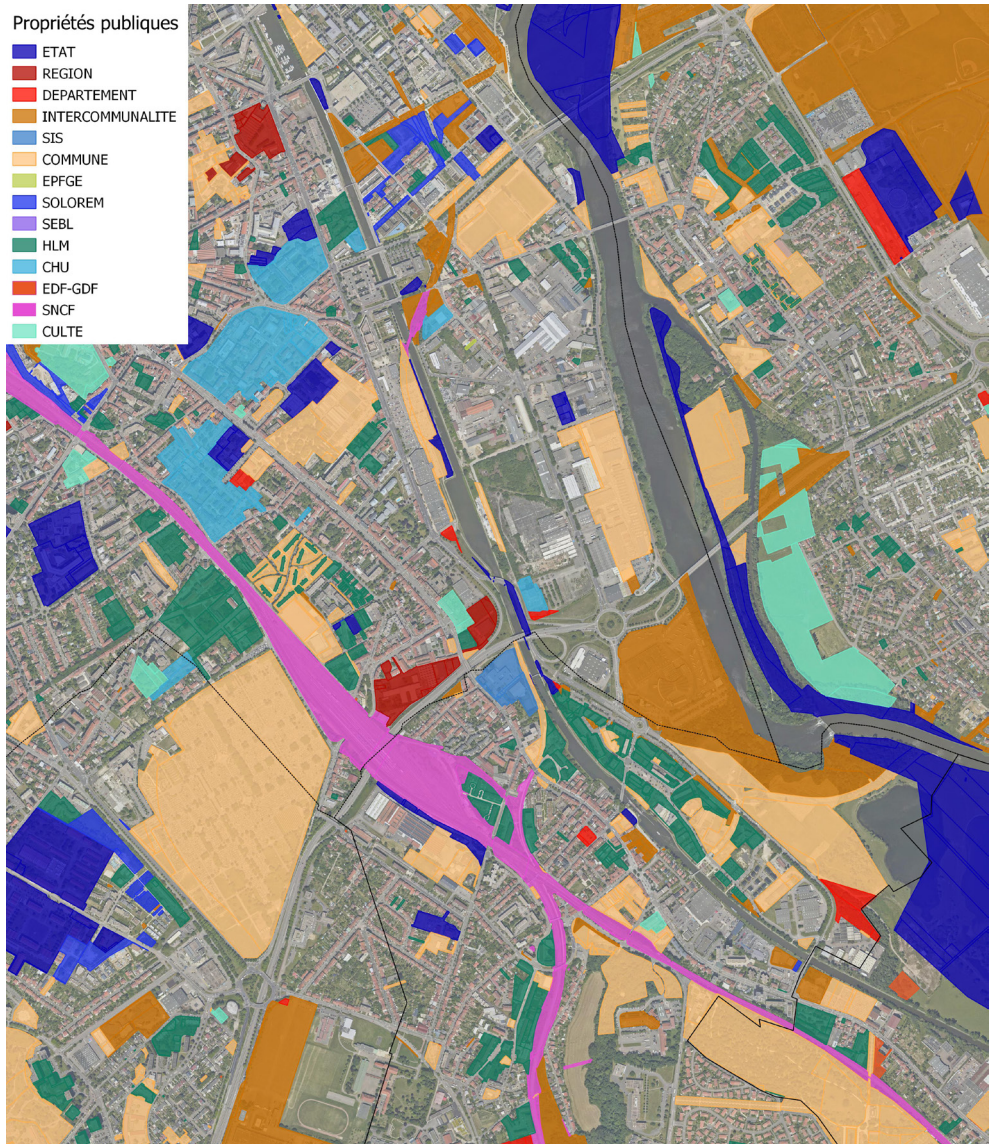 Propriétés publiques
ETAT
REGION
DEPARTEMENT
INTERCOMMUNALITE
SIS
COMMUNE
EPFGE
SOLOREM
SEBL
HLM
CHU
EDF-GDF
SNCF
CULTE